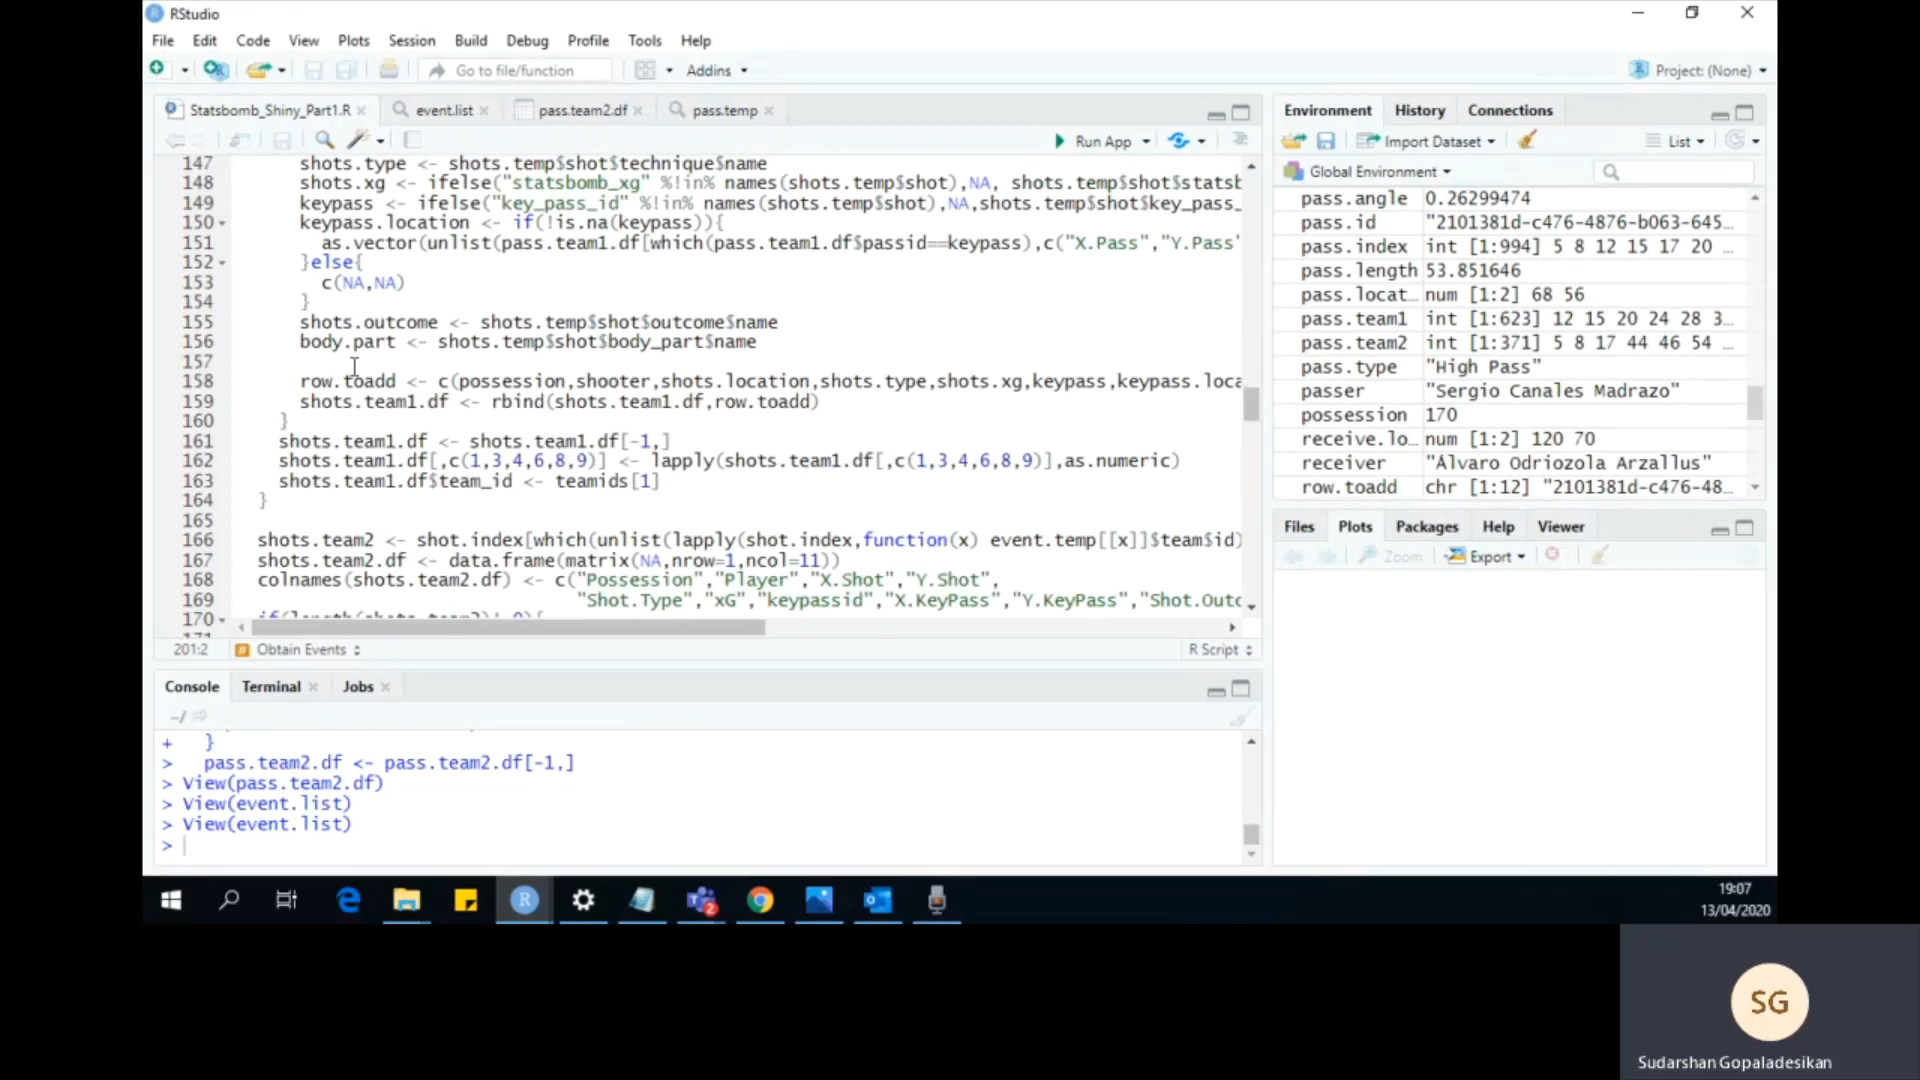 RStudio
File Edit Code View Plots Session Build Debug Profile Tools Help
Go to file/function Addins Project: (None)
Statsbomb_Shiny_Part1.R event.list pass.team2.df pass.temp
Run App
147 shots.type <- shots.temp$shot$technique$name
148 shots.xg <- ifelse("statsbomb_xg" %!in% names(shots.temp$shot),NA, shots.temp$shot$statsb
149 keypass <- ifelse("key_pass_id" %!in% names(shots.temp$shot),NA,shots.temp$shot$key_pass_
150 keypass.location <- if(!is.na(keypass)){
151 as.vector(unlist(pass.team1.df[which(pass.team1.df$passid==keypass),c("X.Pass","Y.Pass'
152 }else{
153 c(NA,NA)
154 }
155 shots.outcome <- shots.temp$shot$outcome$name
156 body.part <- shots.temp$shot$body_part$name
157
158 row.toadd <- c(possession,shooter,shots.location,shots.type,shots.xg,keypass,keypass.loca
159 shots.team1.df <- rbind(shots.team1.df,row.toadd)
160 }
161 shots.team1.df <- shots.team1.df[-1,]
162 shots.team1.df[,c(1,3,4,6,8,9)] <- lapply(shots.team1.df[,c(1,3,4,6,8,9)],as.numeric)
163 shots.team1.df$team_id <- teamids[1]
164 }
165
166 shots.team2 <- shot.index[which(unlist(lapply(shot.index,function(x) event.temp[[x]]$team$id)
167 shots.team2.df <- data.frame(matrix(NA,nrow=1,ncol=11))
168 colnames(shots.team2.df) <- c("Possession","Player","X.Shot","Y.Shot",
169 "Shot.Type","xG","keypassid","X.KeyPass","Y.KeyPass","Shot.Outc
170
201:2 Obtain Events R Script
Console Terminal Jobs
~/
+ }
> pass.team2.df <- pass.team2.df[-1,]
> View(pass.team2.df)
> View(event.list)
> View(event.list)
>
Environment History Connections
Import Dataset List
Global Environment
pass.angle 0.26299474
pass.id "2101381d-c476-4876-b063-645…
pass.index int [1:994] 5 8 12 15 17 20 …
pass.length 53.851646
pass.locat… num [1:2] 68 56
pass.team1 int [1:623] 12 15 20 24 28 3…
pass.team2 int [1:371] 5 8 17 44 46 54 …
pass.type "High Pass"
passer "Sergio Canales Madrazo"
possession 170
receive.lo… num [1:2] 120 70
receiver "Álvaro Odriozola Arzallus"
row.toadd chr [1:12] "2101381d-c476-48…
Files Plots Packages Help Viewer
Zoom Export
19:07
13/04/2020
SG
Sudarshan Gopaladesikan